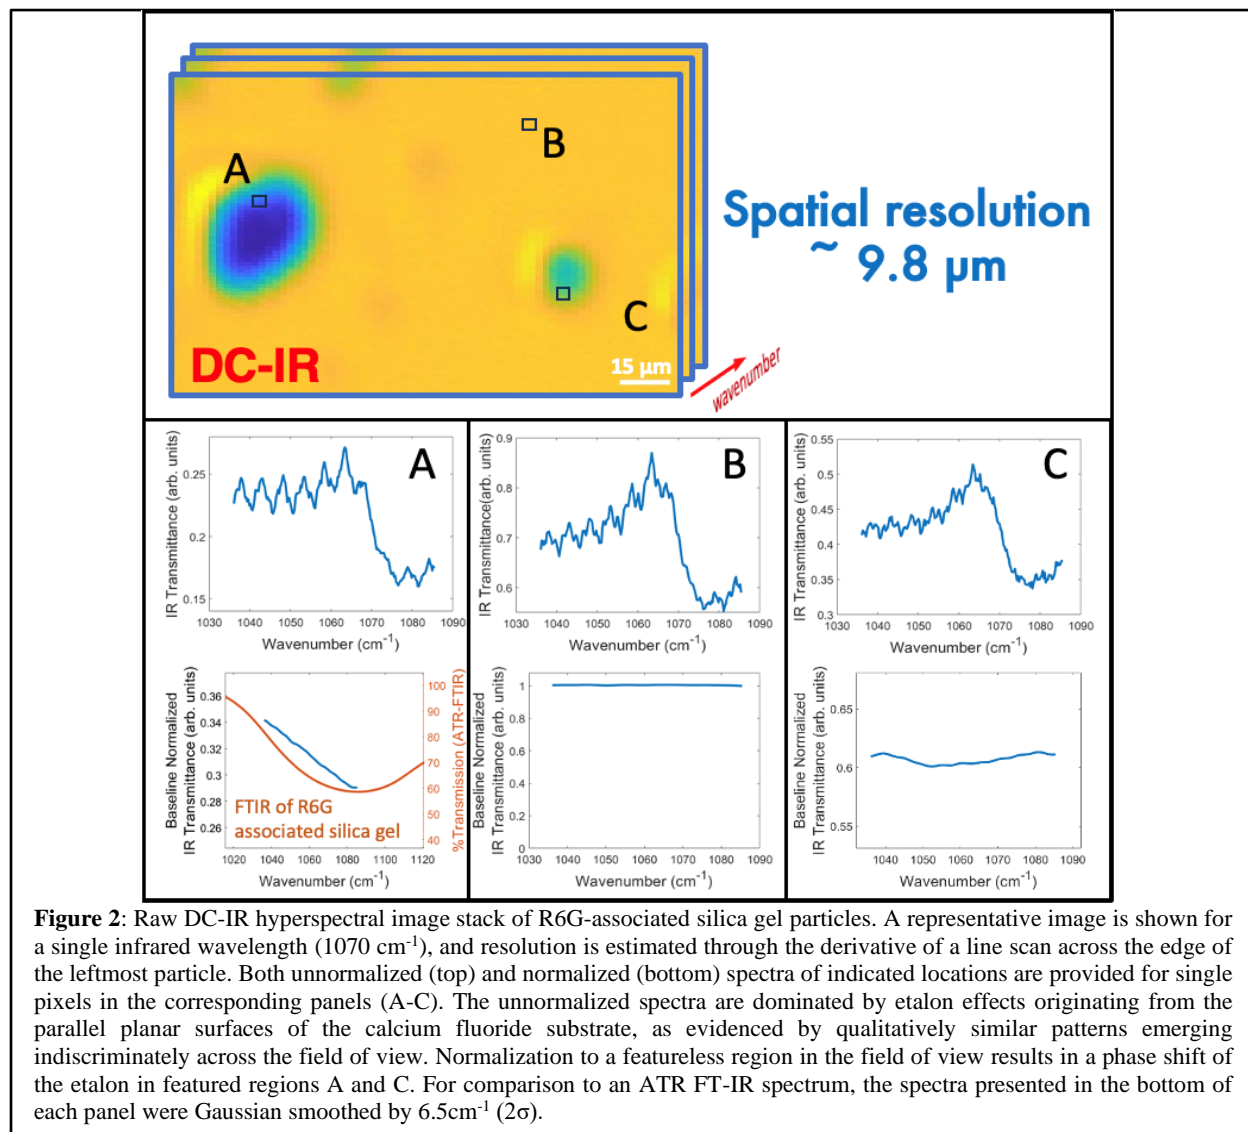 A
B
C
DC-IR
15 µm
wavenumber
Spatial resolution
~ 9.8 µm
A
IR Transmittance (arb. units)
0.25
0.2
0.15
1030 1040 1050 1060 1070 1080 1090
Wavenumber (cm-1)
B
IR Transmittance(arb. units)
0.9
0.8
0.7
0.6
1030 1040 1050 1060 1070 1080 1090
Wavenumber (cm-1)
C
IR Transmittance (arb. units)
0.55
0.5
0.45
0.4
0.35
0.3
1030 1040 1050 1060 1070 1080 1090
Wavenumber (cm-1)
Baseline Normalized
IR Transmittance (arb. units)
0.36
0.34
0.32
0.3
0.28
0.26
FTIR of R6G
associated silica gel
100
90
80
70
60
50
40
%Transmission (ATR-FTIR)
1020 1040 1060 1080 1100 1120
Wavenumber (cm-1)
Baseline Normalized
IR Transmittance (arb. units)
1
0.8
0.6
0.4
0.2
0
1030 1040 1050 1060 1070 1080 1090
Wavenumber (cm-1)
Baseline Normalized
IR Transmittance (arb. units)
0.65
0.6
0.55
1040 1050 1060 1070 1080 1090
Wavenumber (cm-1)
Figure 2: Raw DC-IR hyperspectral image stack of R6G-associated silica gel particles. A representative image is shown for
a single infrared wavelength (1070 cm-1), and resolution is estimated through the derivative of a line scan across the edge of
the leftmost particle. Both unnormalized (top) and normalized (bottom) spectra of indicated locations are provided for single
pixels in the corresponding panels (A-C). The unnormalized spectra are dominated by etalon effects originating from the
parallel planar surfaces of the calcium fluoride substrate, as evidenced by qualitatively similar patterns emerging
indiscriminately across the field of view. Normalization to a featureless region in the field of view results in a phase shift of
the etalon in featured regions A and C. For comparison to an ATR FT-IR spectrum, the spectra presented in the bottom of
each panel were Gaussian smoothed by 6.5cm-1 (2σ).